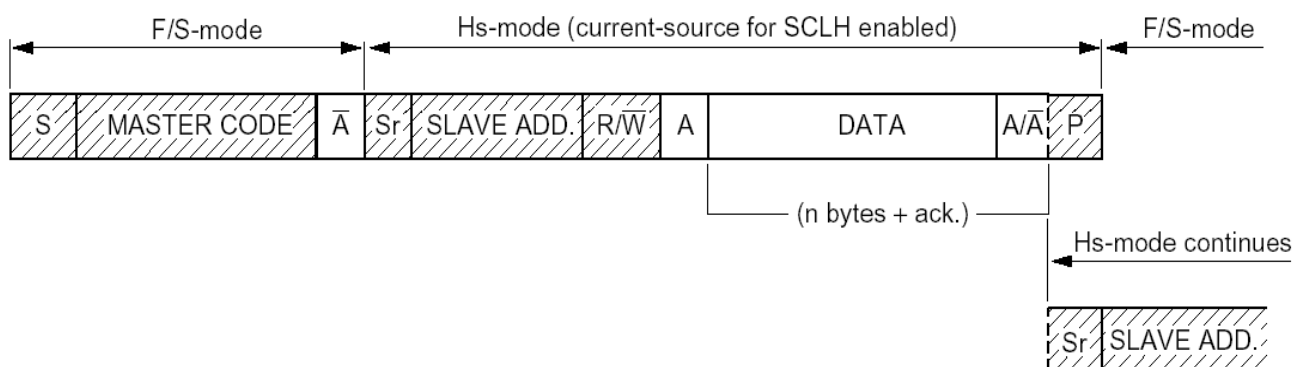 F/S-mode Hs-mode (current-source for SCLH enabled) F/S-mode
S MASTER CODE A̅ Sr SLAVE ADD. R/W̅ A DATA A/A̅ P
(n bytes + ack.)
Hs-mode continues
Sr SLAVE ADD.